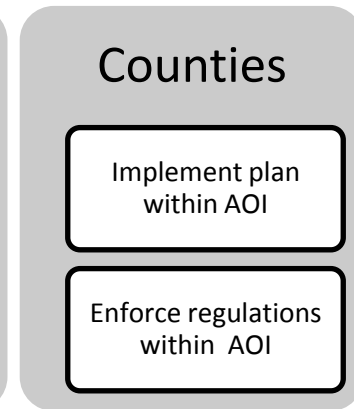 Counties
Implement plan
within AOI
Enforce regulations
within AOI